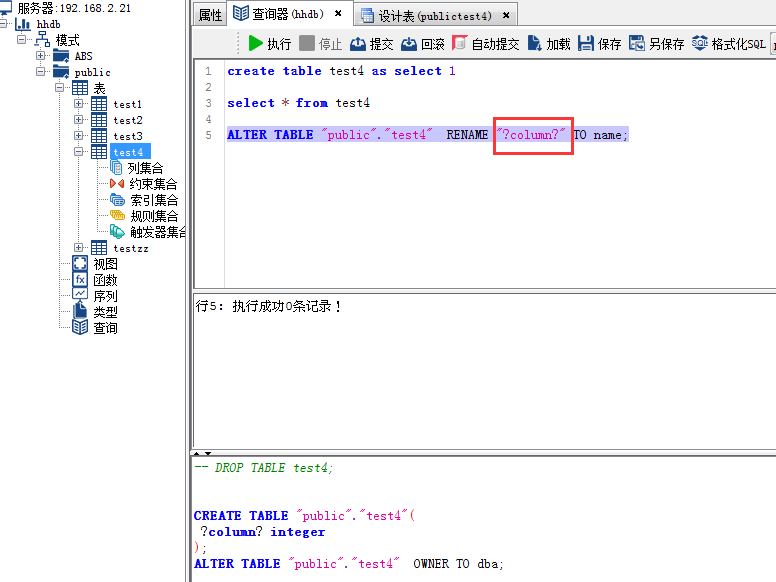 服务器:192.168.2.21
hhdb
模式
ABS
public
表
test1
test2
test3
test4
列集合
约束集合
索引集合
规则集合
触发器集合
testzz
视图
函数
序列
类型
查询
属性 查询器(hhdb) × 设计表(publictest4) ×
执行 停止 提交 回滚 自动提交 加载 保存 另保存 格式化SQL
1 create table test4 as select 1
2
3 select * from test4
4
5 ALTER TABLE "public"."test4" RENAME "?column?" TO name;
行5: 执行成功0条记录！
-- DROP TABLE test4;
CREATE TABLE "public"."test4"(
?column? integer
);
ALTER TABLE "public"."test4" OWNER TO dba;